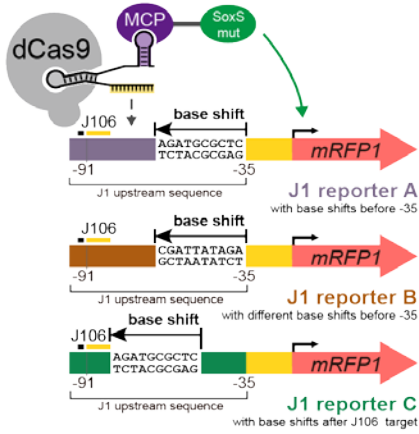 MCP
SoxS
mut
dCas9
J106
base shift
AGATGCGCTC
TCTACGCGAG
mRFP1
-91
-35
J1 upstream sequence
J1 reporter A
with base shifts before -35
J106
base shift
CGATTATAGA
GCTAATATCT
mRFP1
-91
-35
J1 upstream sequence
J1 reporter B
with different base shifts before -35
base shift
J106
AGATGCGCTC
TCTACGCGAG
mRFP1
-91
-35
J1 upstream sequence
J1 reporter C
with base shifts after J106 target